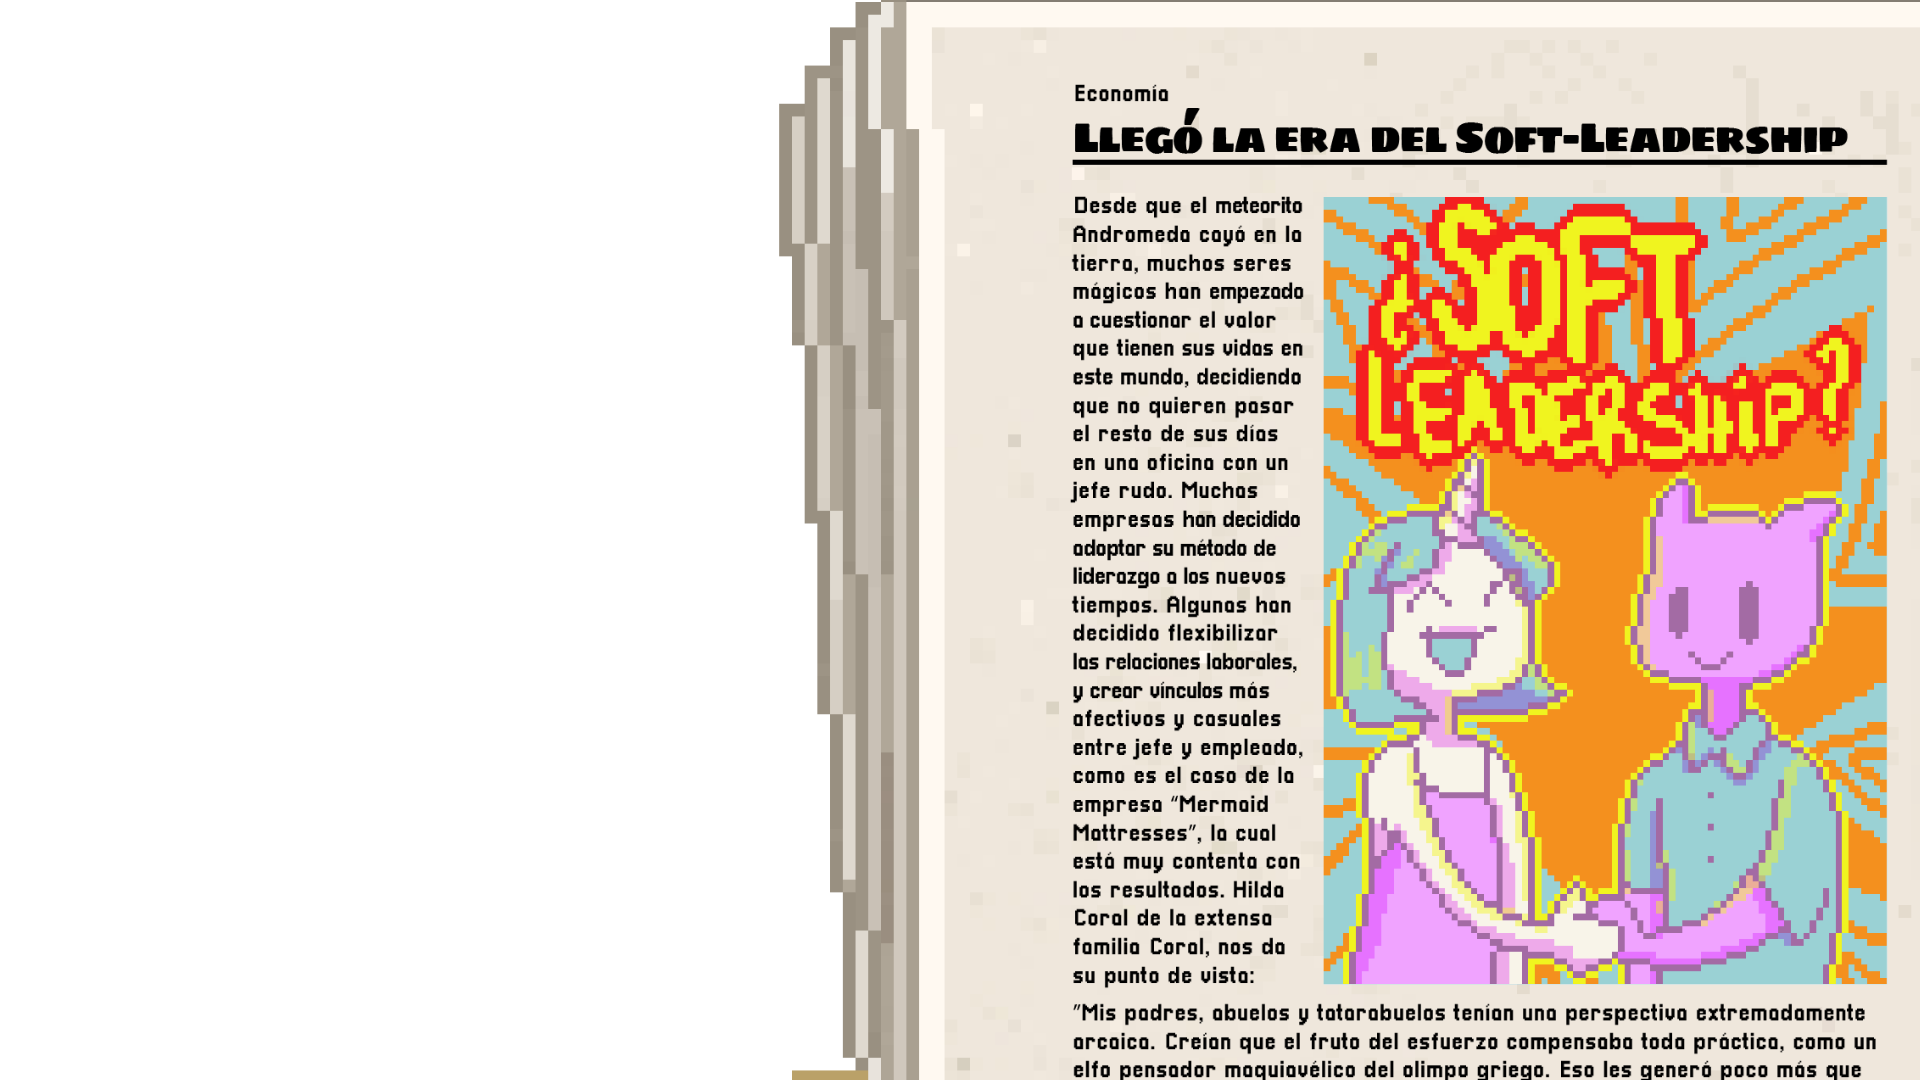 Economía
Llegó la era del Soft-Leadership
Desde que el meteorito
Andromeda cayó en la
tierra, muchos seres
mágicos han empezado
a cuestionar el valor
que tienen sus vidas en
este mundo, decidiendo
que no quieren pasar
el resto de sus días
en una oficina con un
jefe rudo. Muchas
empresas han decidido
adoptar su método de
liderazgo a los nuevos
tiempos. Algunas han
decidido flexibilizar
las relaciones laborales,
y crear vínculos más
afectivos y casuales
entre jefe y empleado,
como es el caso de la
empresa "Mermaid
Mattresses", la cual
está muy contenta con
los resultados. Hilda
Coral de la extensa
familia Coral, nos da
su punto de vista:
¿Soft
Leadership?
"Mis padres, abuelos y tatarabuelos tenían una perspectiva extremadamente
arcaica. Creían que el fruto del esfuerzo compensaba toda práctica, como un
elfo pensador maquiavélico del olimpo griego. Eso les generó poco más que